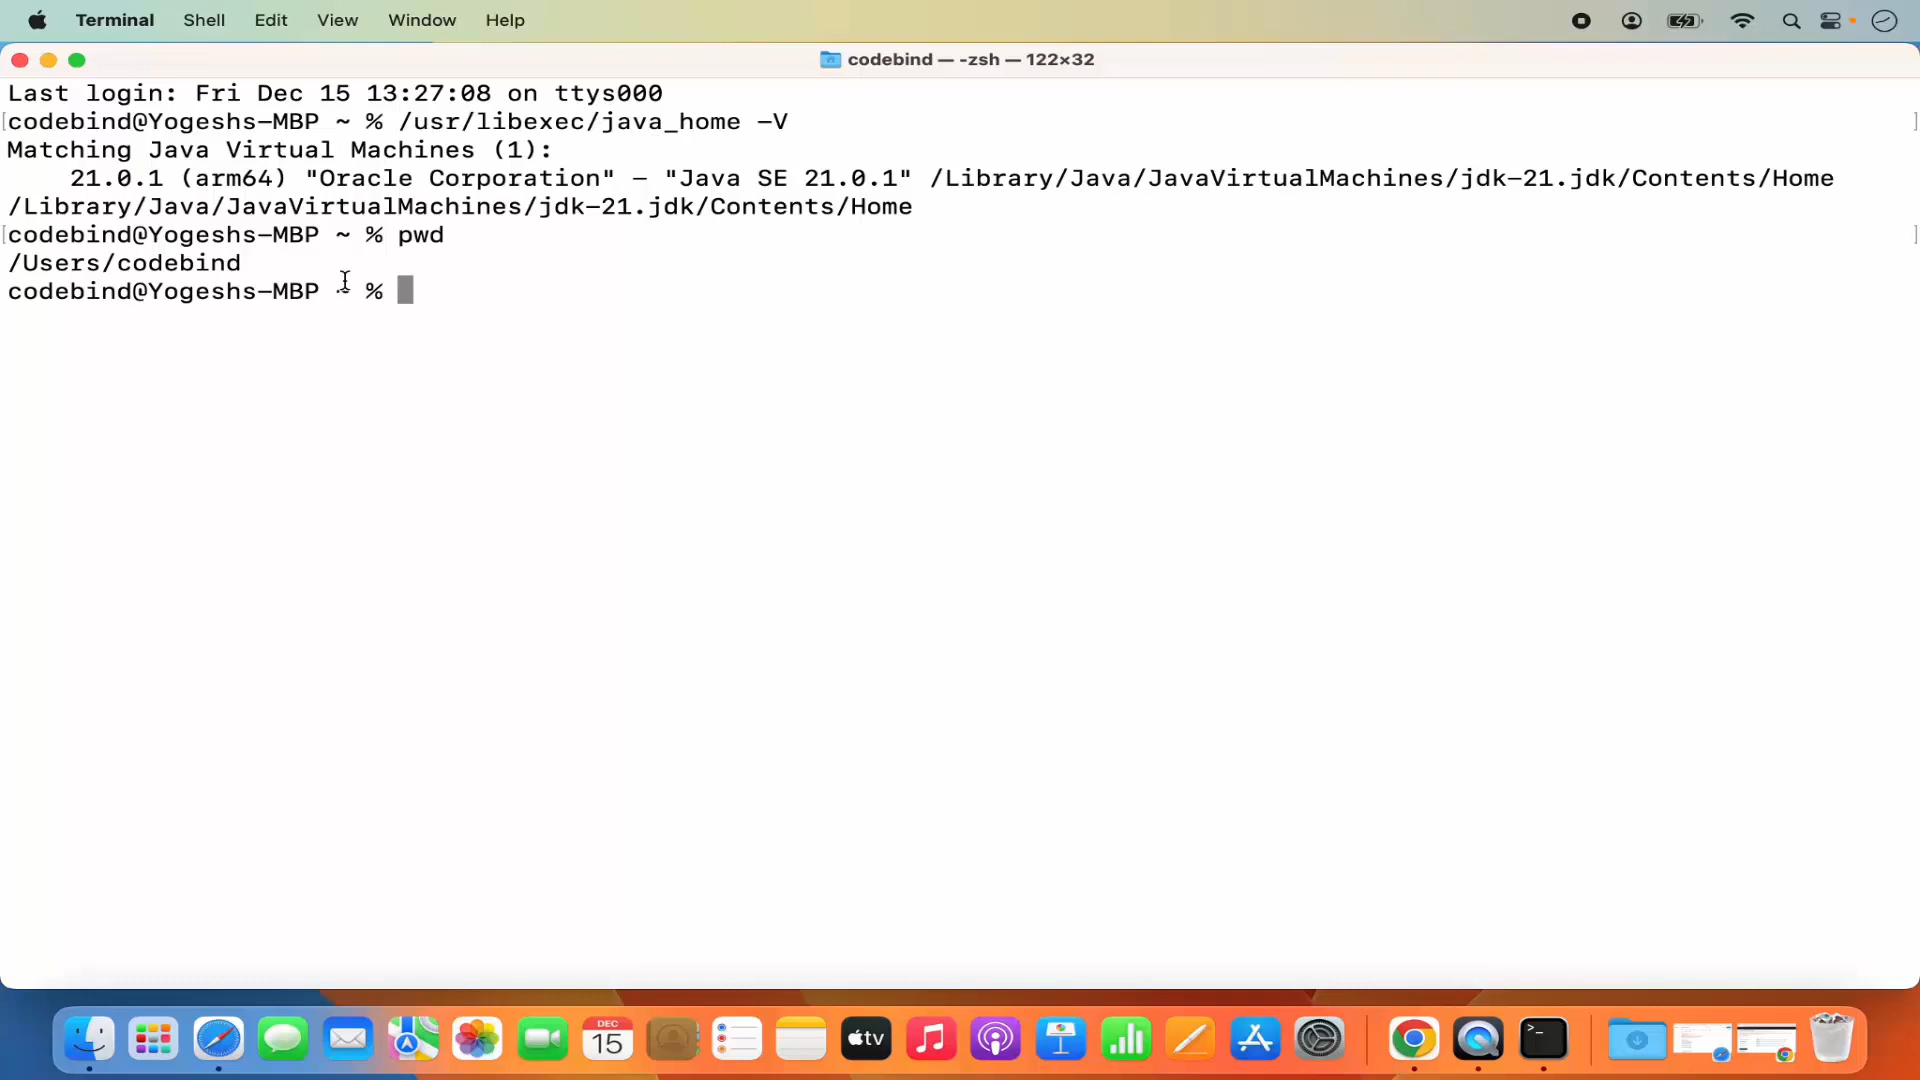 Terminal Shell Edit View Window Help
codebind — -zsh — 122×32
Last login: Fri Dec 15 13:27:08 on ttys000
[codebind@Yogeshs-MBP ~ % /usr/libexec/java_home -V ]
Matching Java Virtual Machines (1):
21.0.1 (arm64) "Oracle Corporation" - "Java SE 21.0.1" /Library/Java/JavaVirtualMachines/jdk-21.jdk/Contents/Home
/Library/Java/JavaVirtualMachines/jdk-21.jdk/Contents/Home
[codebind@Yogeshs-MBP ~ % pwd ]
/Users/codebind
codebind@Yogeshs-MBP ~ %
DEC
15
tv
>_